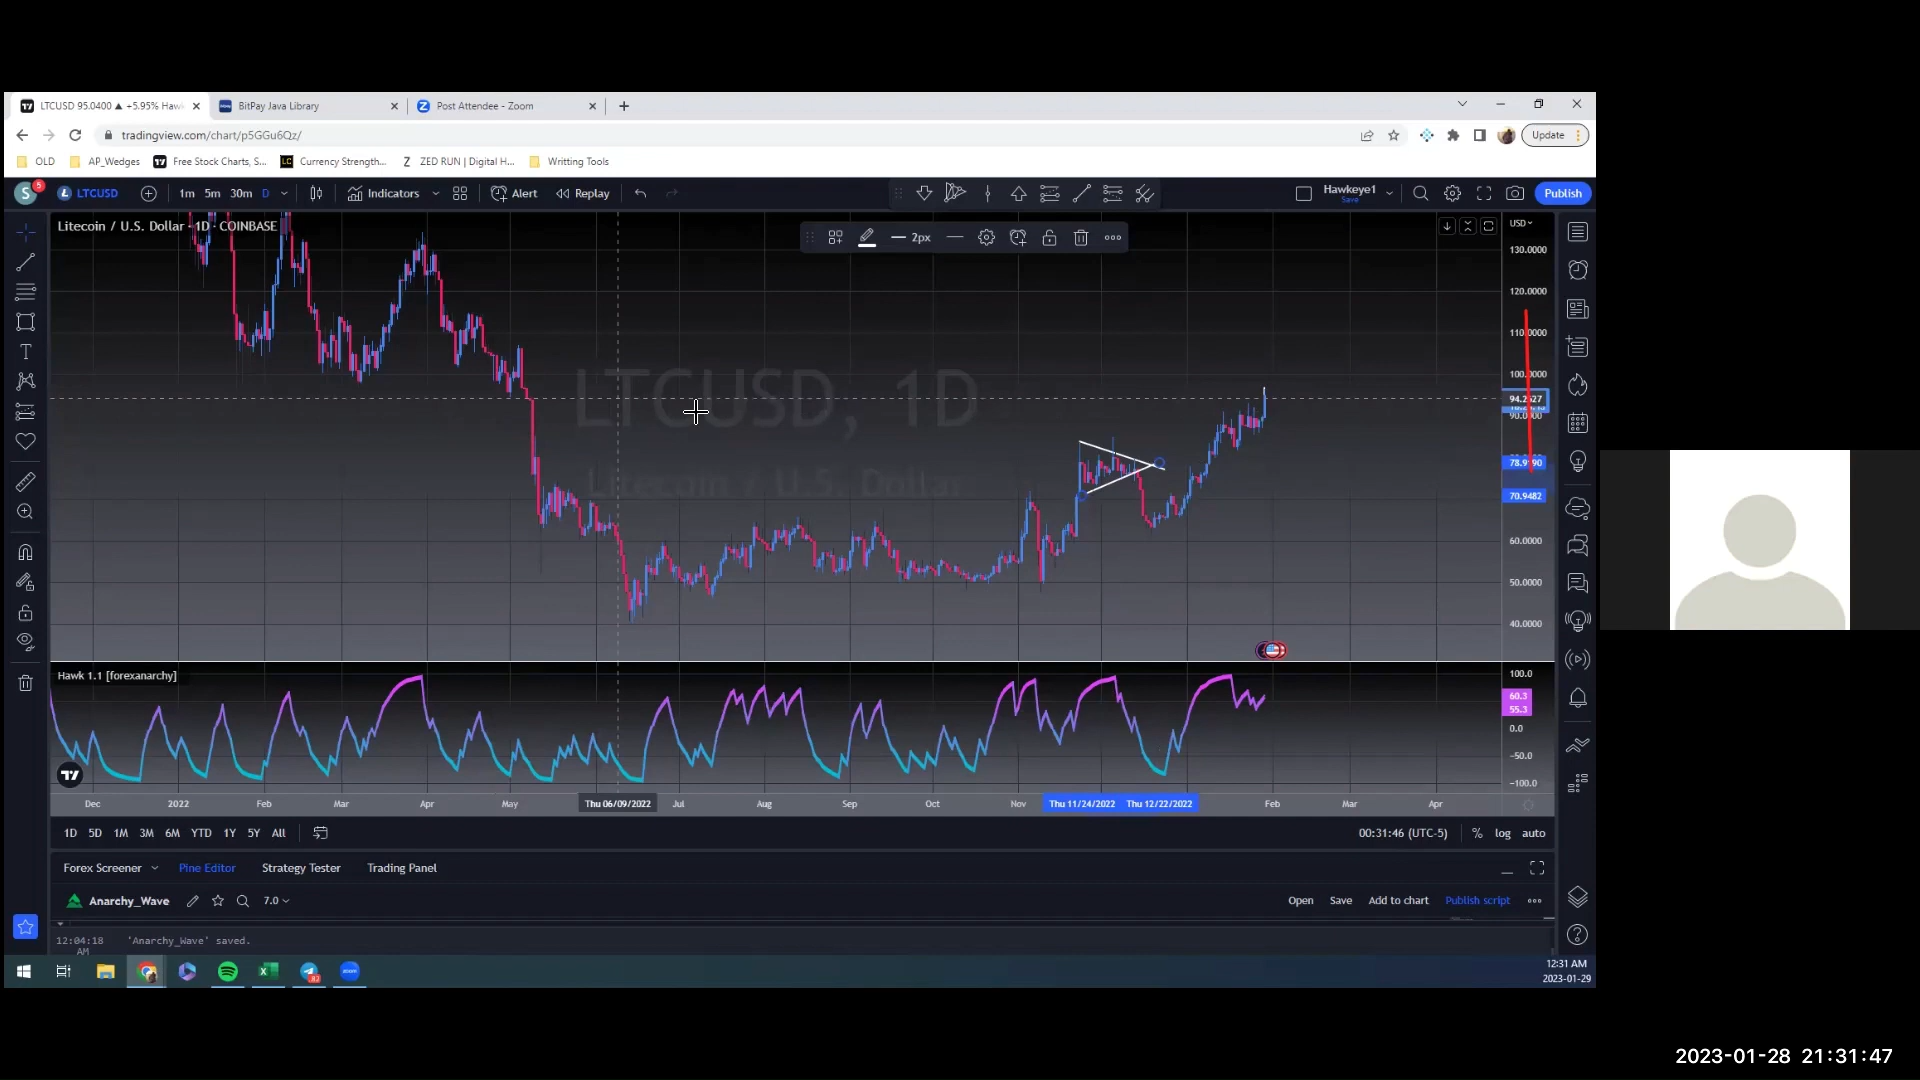 LTCUSD 95.0400 ▲ +5.95% Hawk
BitPay Java Library
Post Attendee - Zoom
tradingview.com/chart/p5GGu6Qz/
Update
OLD
AP_Wedges
Free Stock Charts, S...
Currency Strength...
ZED RUN | Digital H...
Writting Tools
S 5
LTCUSD
1m 5m 30m D
Indicators
Alert
Replay
Hawkeye1
Save
Publish
Litecoin / U.S. Dollar · 1D · COINBASE
2px
USD
130.0000
120.0000
110.0000
100.0000
90.0000
70.9482
60.0000
50.0000
40.0000
LTCUSD, 1D
Litecoin / U.S. Dollar
Hawk 1.1 [forexanarchy]
100.0
60.3
55.3
0.0
-50.0
-100.0
Dec 2022 Feb Mar Apr May Thu 06/09/2022 Jul Aug Sep Oct Nov Thu 11/24/2022 Thu 12/22/2022 Feb Mar Apr
1D 5D 1M 3M 6M YTD 1Y 5Y All
00:31:46 (UTC-5) % log auto
Forex Screener Pine Editor Strategy Tester Trading Panel
Anarchy_Wave 7.0
Open Save Add to chart Publish script
12:04:18 AM 'Anarchy_Wave' saved.
12:31 AM
2023-01-29
2023-01-28 21:31:47